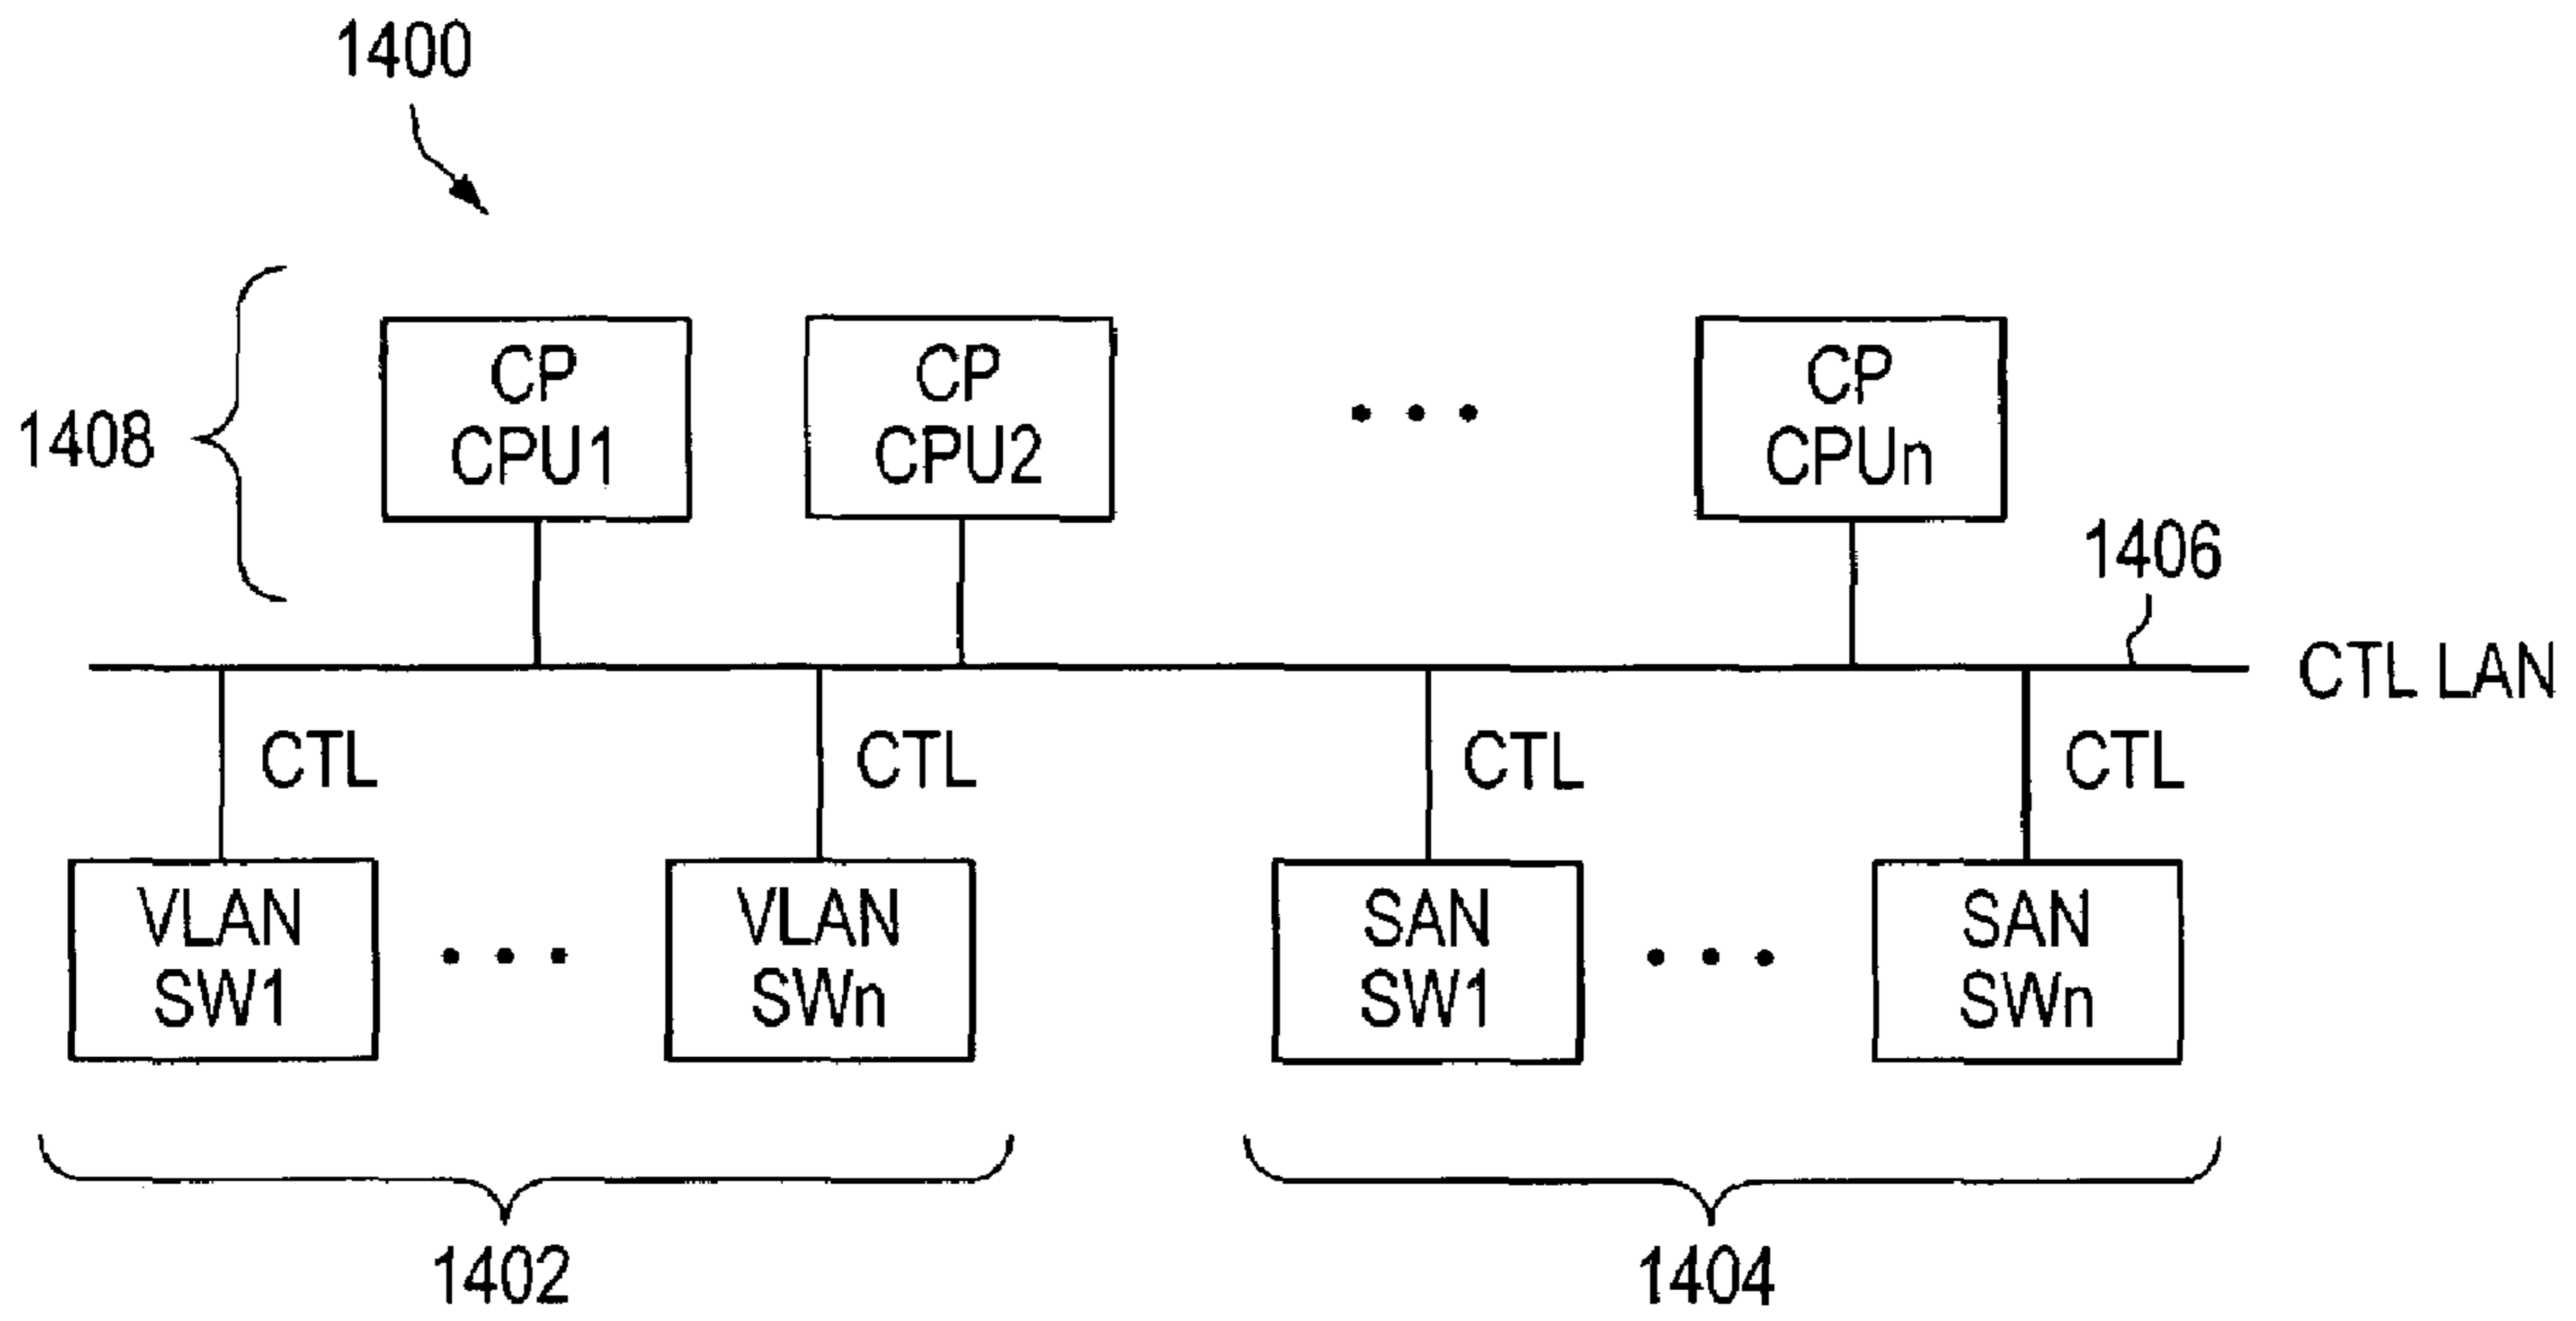 1400
1408
CP
CPU1
CP
CPU2
CP
CPUn
1406
CTL LAN
CTL
CTL
CTL
CTL
VLAN
SW1
VLAN
SWn
SAN
SW1
SAN
SWn
1402
1404